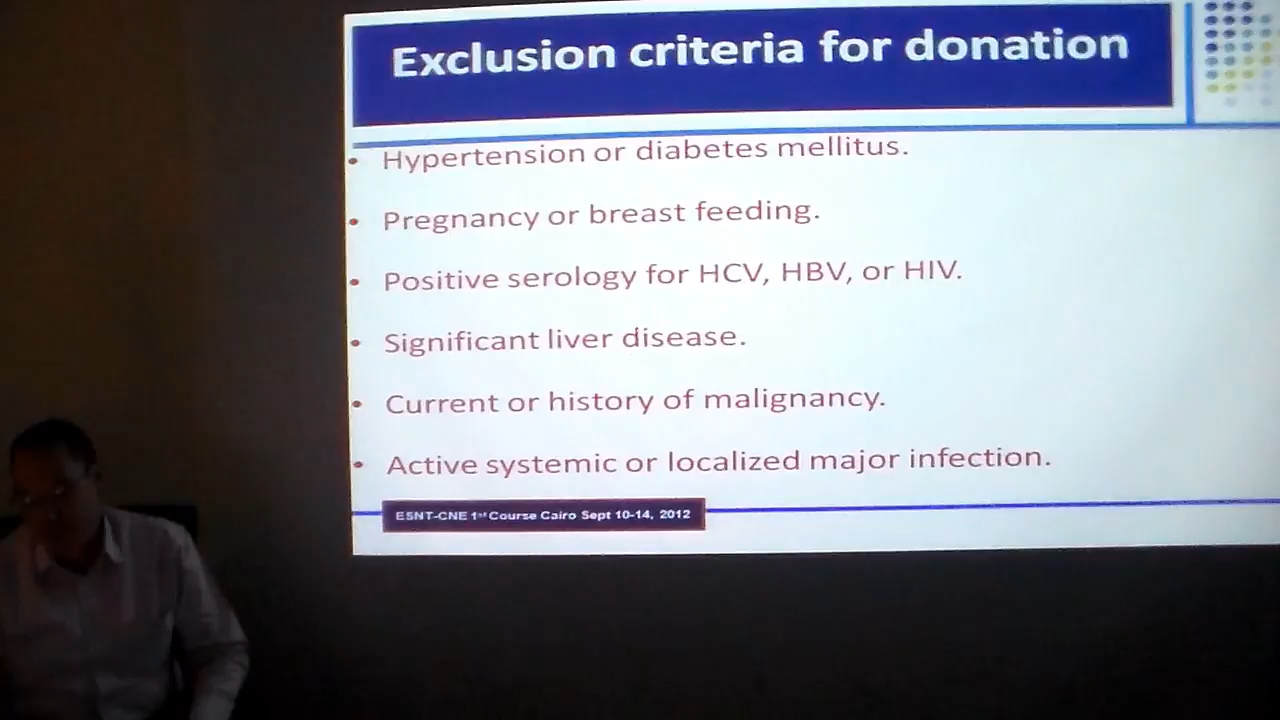 Exclusion criteria for donation
• Hypertension or diabetes mellitus.
• Pregnancy or breast feeding.
• Positive serology for HCV, HBV, or HIV.
• Significant liver disease.
• Current or history of malignancy.
• Active systemic or localized major infection.
ESNT-CNE 1st Course Cairo Sept 10-14, 2012